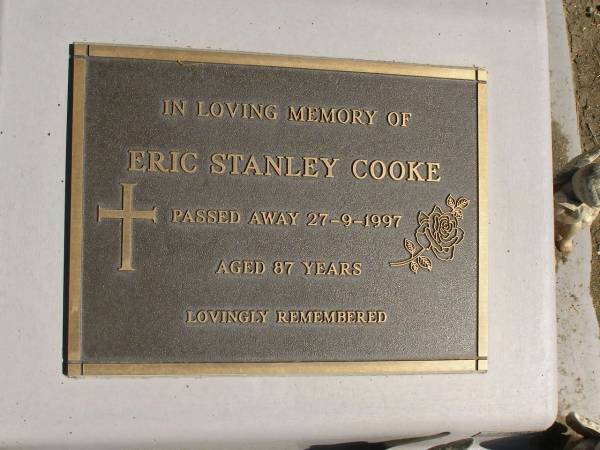 IN LOVING MEMORY OF
ERIC STANLEY COOKE
PASSED AWAY 27-9-1997
AGED 87 YEARS
LOVINGLY REMEMBERED